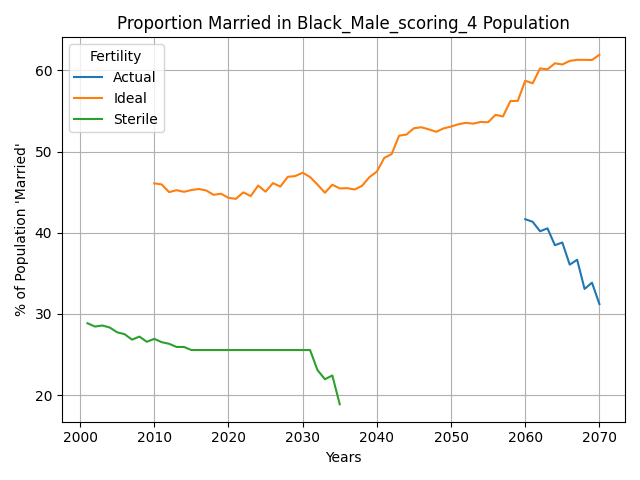 Proportion Married in Black_Male_scoring_4 Population
Fertility
Actual
Ideal
Sterile
% of Population 'Married'
60
50
40
30
20
2000 2010 2020 2030 2040 2050 2060 2070
Years